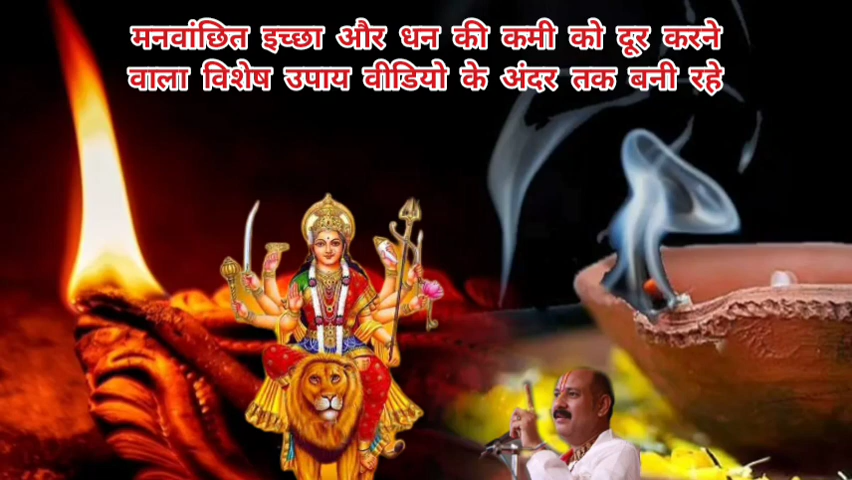 मनवांछित इच्छा और धन की कमी को दूर करने
वाला विशेष उपाय वीडियो के अंदर तक बनी रहे